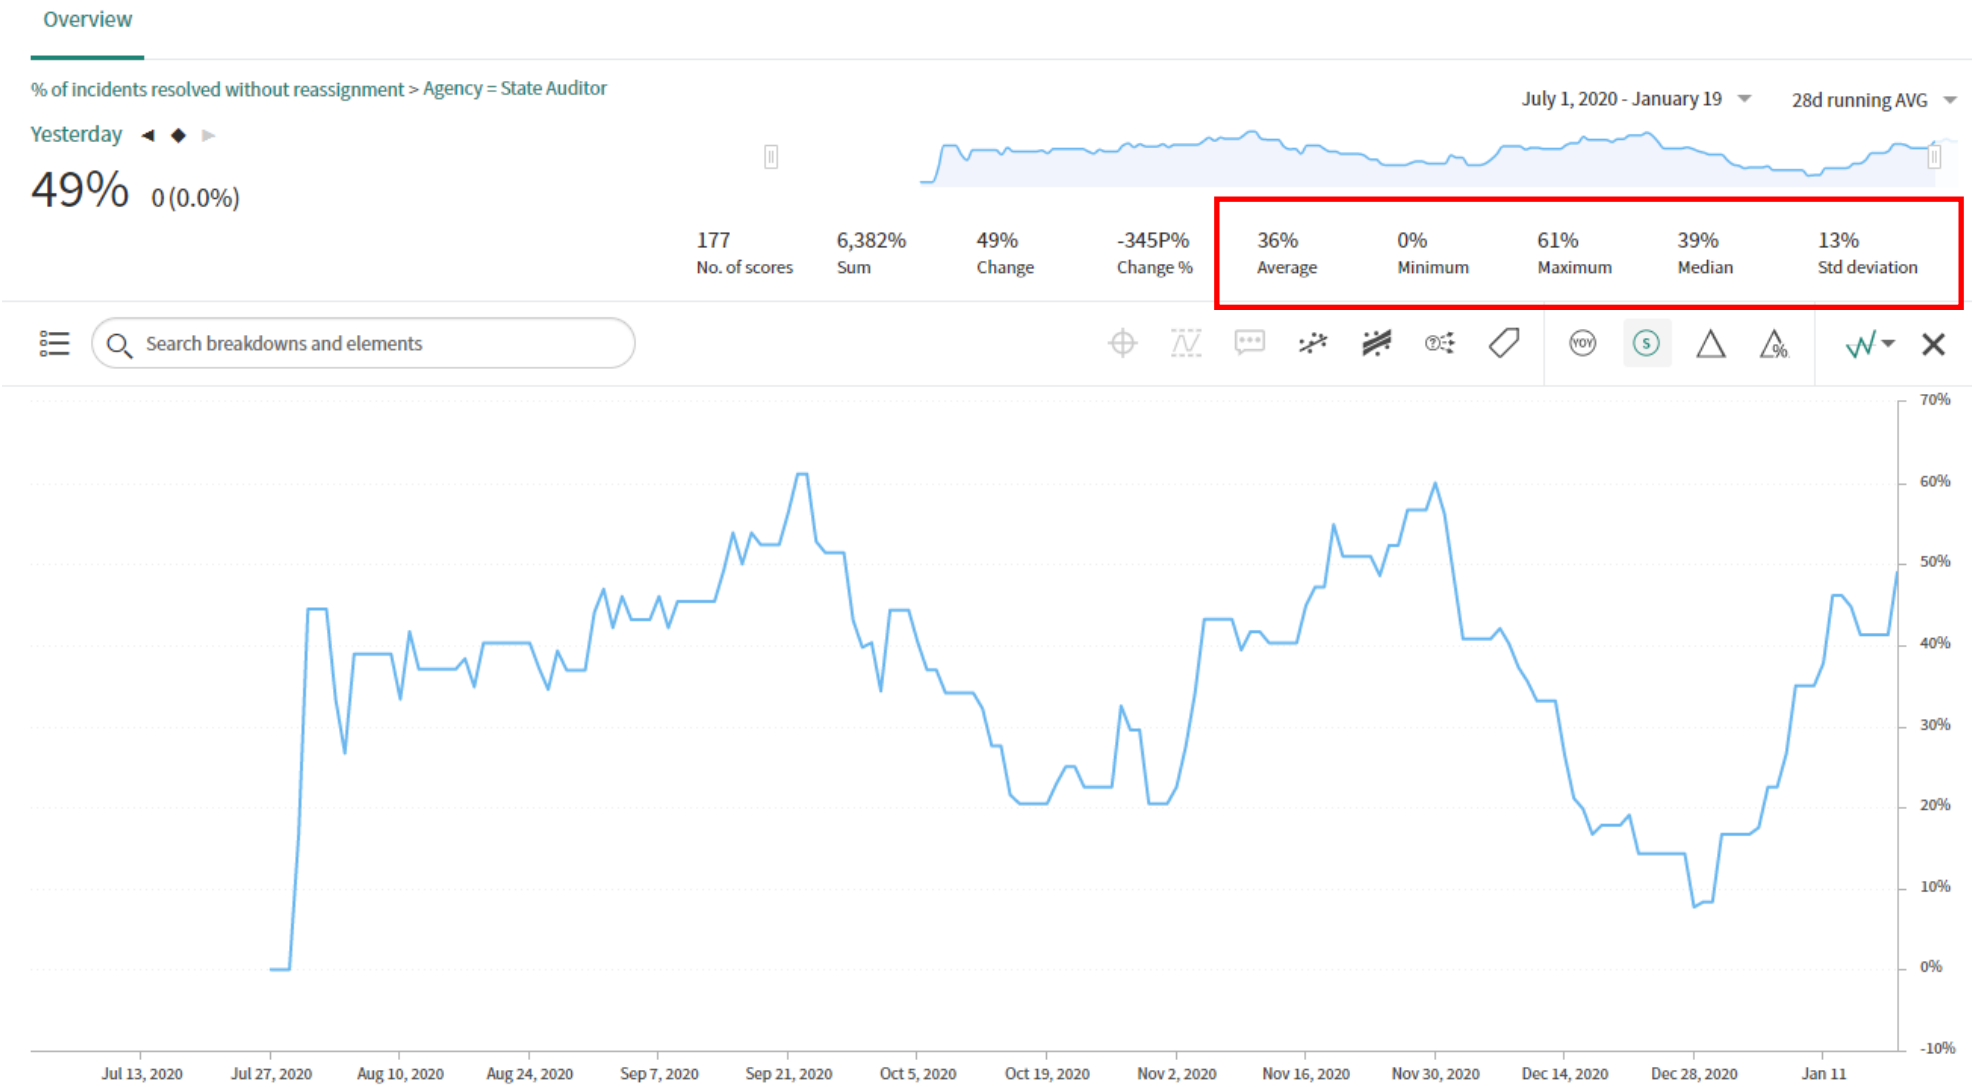 Overview
% of incidents resolved without reassignment > Agency = State Auditor
July 1, 2020 - January 19
28d running AVG
Yesterday
49% 0 (0.0%)
177 6,382% 49% -345P% 36% 0% 61% 39% 13%
No. of scores Sum Change Change % Average Minimum Maximum Median Std deviation
Search breakdowns and elements
YOY S %
70%
60%
50%
40%
30%
20%
10%
0%
-10%
Jul 13, 2020 Jul 27, 2020 Aug 10, 2020 Aug 24, 2020 Sep 7, 2020 Sep 21, 2020 Oct 5, 2020 Oct 19, 2020 Nov 2, 2020 Nov 16, 2020 Nov 30, 2020 Dec 14, 2020 Dec 28, 2020 Jan 11